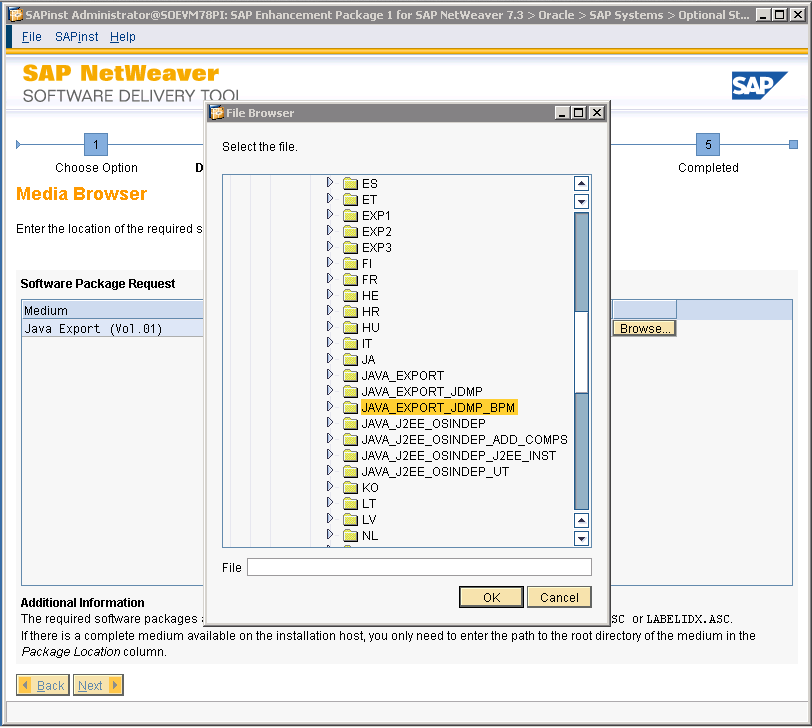 SAPinst Administrator@SOEVM78PI: SAP Enhancement Package 1 for SAP NetWeaver 7.3 > Oracle > SAP Systems > Optional St...
File SAPinst Help
SAP NetWeaver
SOFTWARE DELIVERY TOOL
SAP
1
5
Choose Option
D
Completed
Media Browser
Enter the location of the required s
Software Package Request
Medium
Java Export (Vol.01)
Browse...
File Browser
Select the file.
ES
ET
EXP1
EXP2
EXP3
FI
FR
HE
HR
HU
IT
JA
JAVA_EXPORT
JAVA_EXPORT_JDMP
JAVA_EXPORT_JDMP_BPM
JAVA_J2EE_OSINDEP
JAVA_J2EE_OSINDEP_ADD_COMPS
JAVA_J2EE_OSINDEP_J2EE_INST
JAVA_J2EE_OSINDEP_UT
KO
LT
LV
NL
File
OK Cancel
Additional Information
The required software packages a SC or LABELIDX.ASC.
If there is a complete medium available on the installation host, you only need to enter the path to the root directory of the medium in the
Package Location column.
Back Next